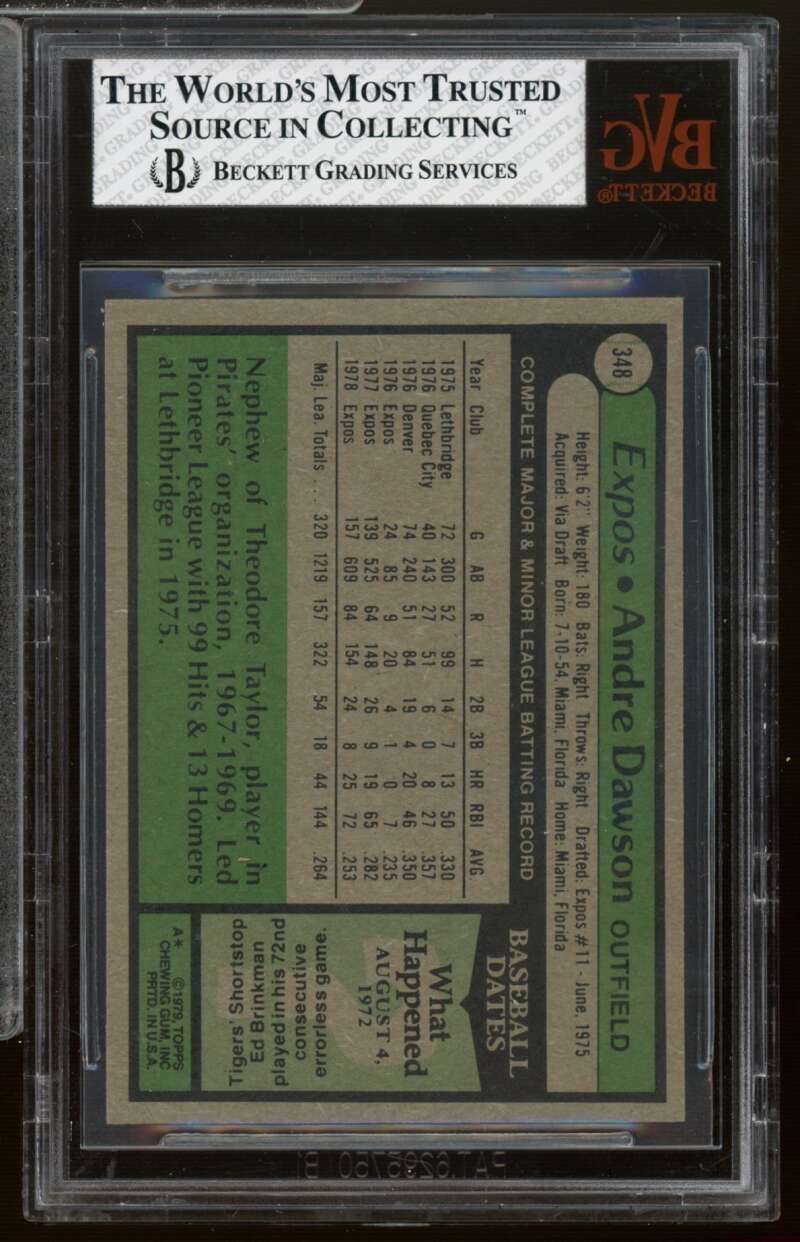 THE WORLD'S MOST TRUSTED
SOURCE IN COLLECTING™
B BECKETT GRADING SERVICES
BVG
BECKETT®
348
Expos • Andre Dawson OUTFIELD
Height: 6'2" Weight: 180 Bats: Right Throws: Right Drafted: Expos #11 - June, 1975
Acquired: Via Draft Born: 7-10-54, Miami, Florida Home: Miami, Florida
COMPLETE MAJOR & MINOR LEAGUE BATTING RECORD
Year Club G AB R H 2B 3B HR RBI AVG
1975 Lethbridge 72 300 52 99 14 7 13 50 .330
1976 Quebec City 40 143 27 51 6 0 8 27 .357
1976 Denver 74 240 51 84 19 4 20 46 .350
1976 Expos 24 85 9 20 4 1 0 7 .235
1977 Expos 139 525 64 148 26 9 19 65 .282
1978 Expos 157 609 84 154 24 8 25 72 .253
Maj. Lea. Totals . . . 320 1219 157 322 54 18 44 144 .264
Nephew of Theodore Taylor, player in
Pirates' organization, 1967-1969. Led
Pioneer League with 99 Hits & 13 Homers
at Lethbridge in 1975.
BASEBALL
DATES
What
Happened
AUGUST 4,
1972
Tigers' Shortstop
Ed Brinkman
played in his 72nd
consecutive
errorless game.
A* ©1979, TOPPS
CHEWING GUM, INC
PRTD. IN U.S.A.